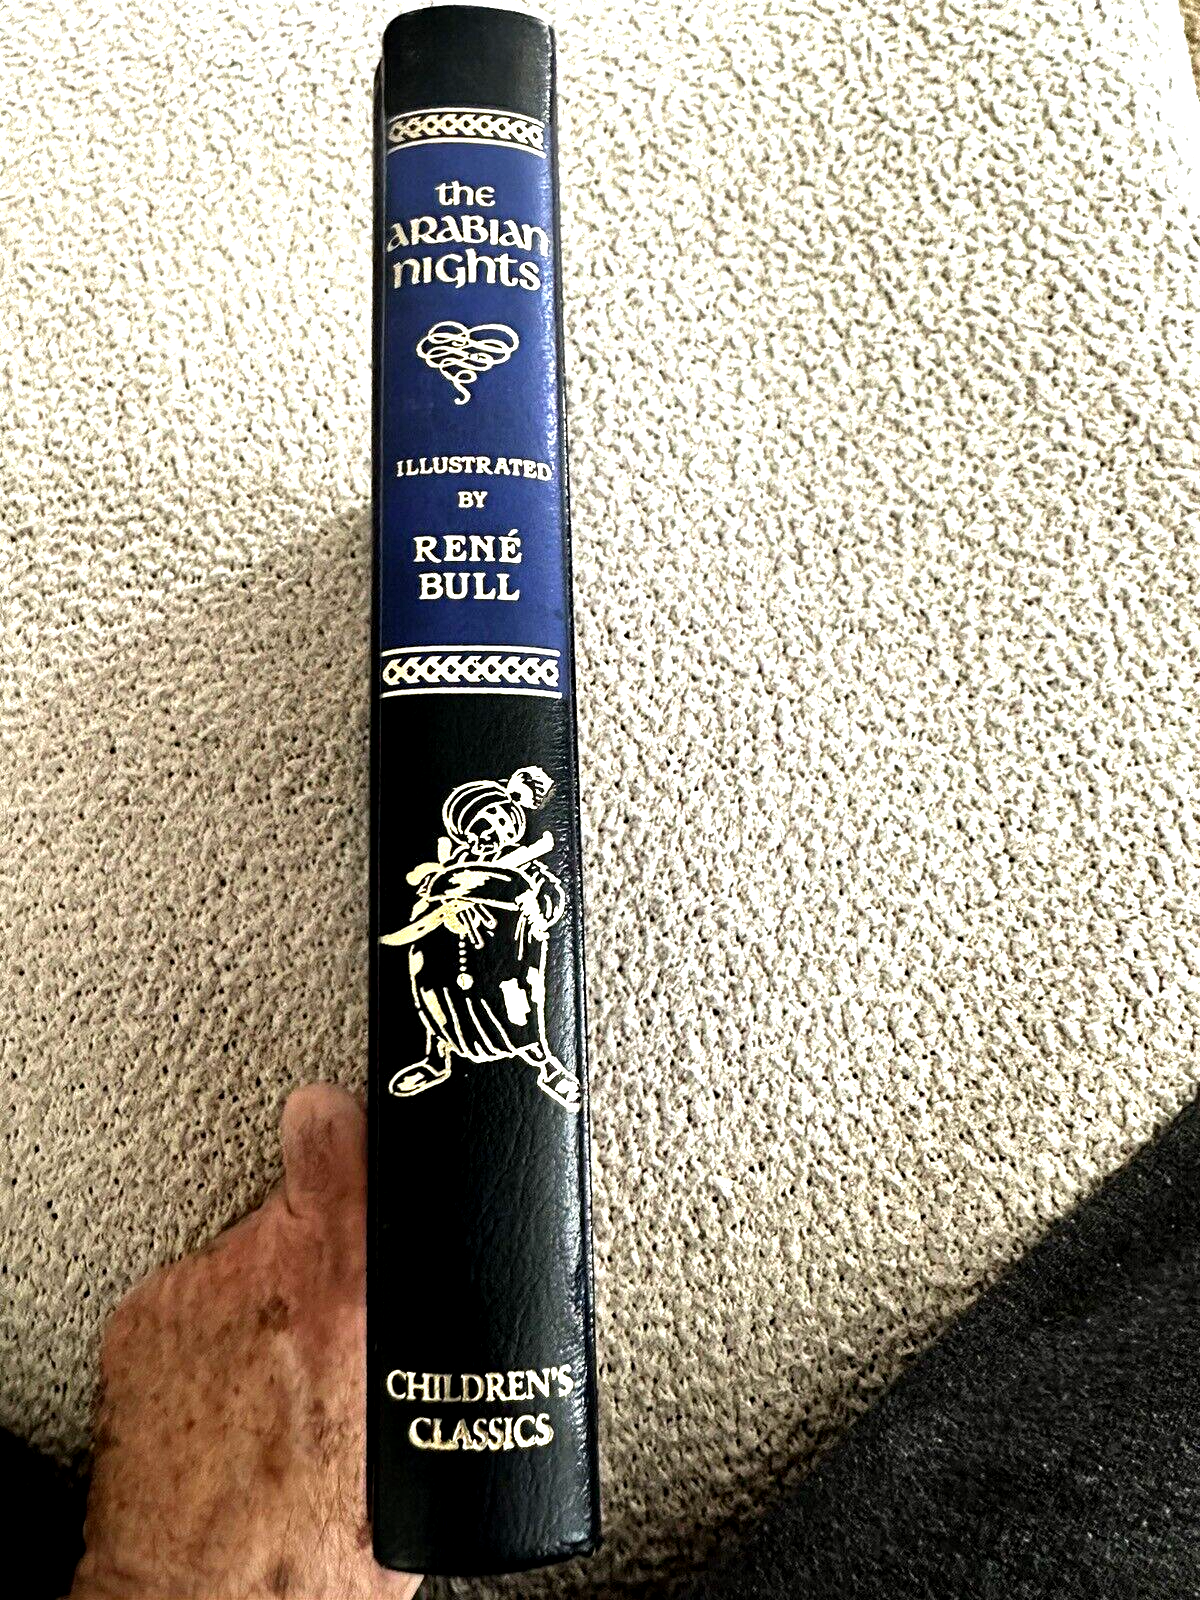 the
ARABIAN
NIGHTS
ILLUSTRATED
BY
RENÉ
BULL
CHILDREN'S
CLASSICS